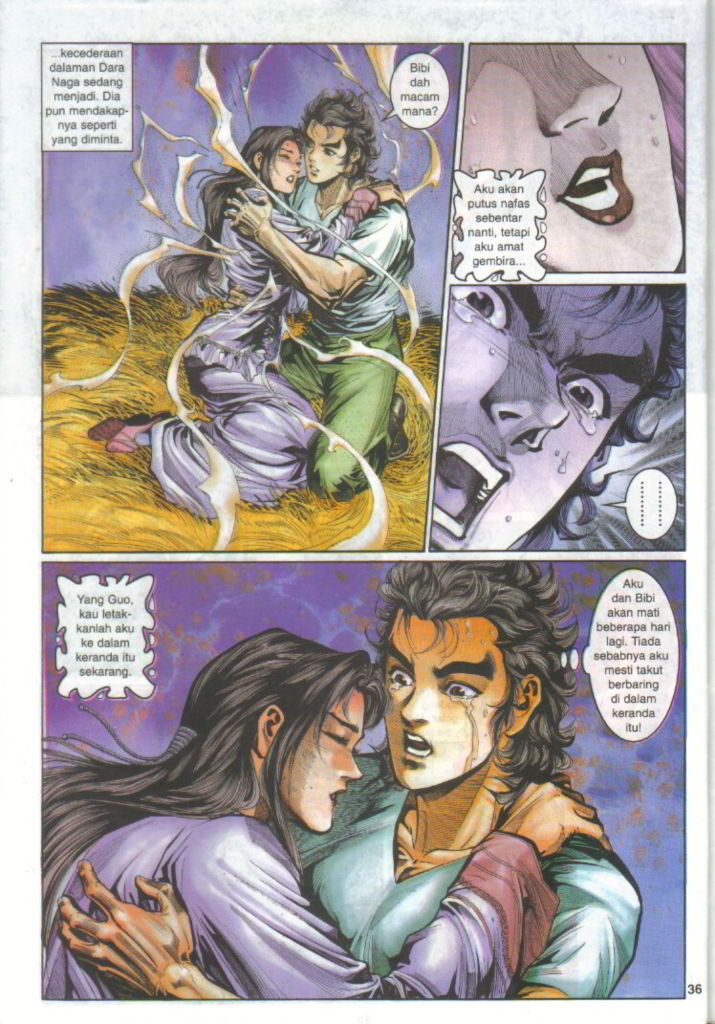 ...kecederaan
dalaman Dara
Naga sedang
menjadi. Dia
pun mendakap-
nya seperti
yang diminta.
Bibi
dah
macam
mana?
Aku akan
putus nafas
sebentar
nanti, tetapi
aku amat
gembira...
Yang Guo,
kau letak-
kanlah aku
ke dalam
keranda itu
sekarang.
Aku
dan Bibi
akan mati
beberapa hari
lagi. Tiada
sebabnya aku
mesti takut
berbaring
di dalam
keranda
itu!
36